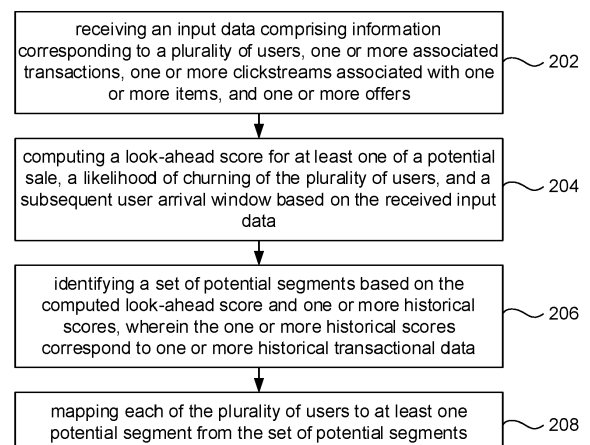 receiving an input data comprising information
corresponding to a plurality of users, one or more associated
transactions, one or more clickstreams associated with one
or more items, and one or more offers
202
computing a look-ahead score for at least one of a potential
sale, a likelihood of churning of the plurality of users, and a
subsequent user arrival window based on the received input
data
204
identifying a set of potential segments based on the
computed look-ahead score and one or more historical
scores, wherein the one or more historical scores
correspond to one or more historical transactional data
206
mapping each of the plurality of users to at least one
potential segment from the set of potential segments
208